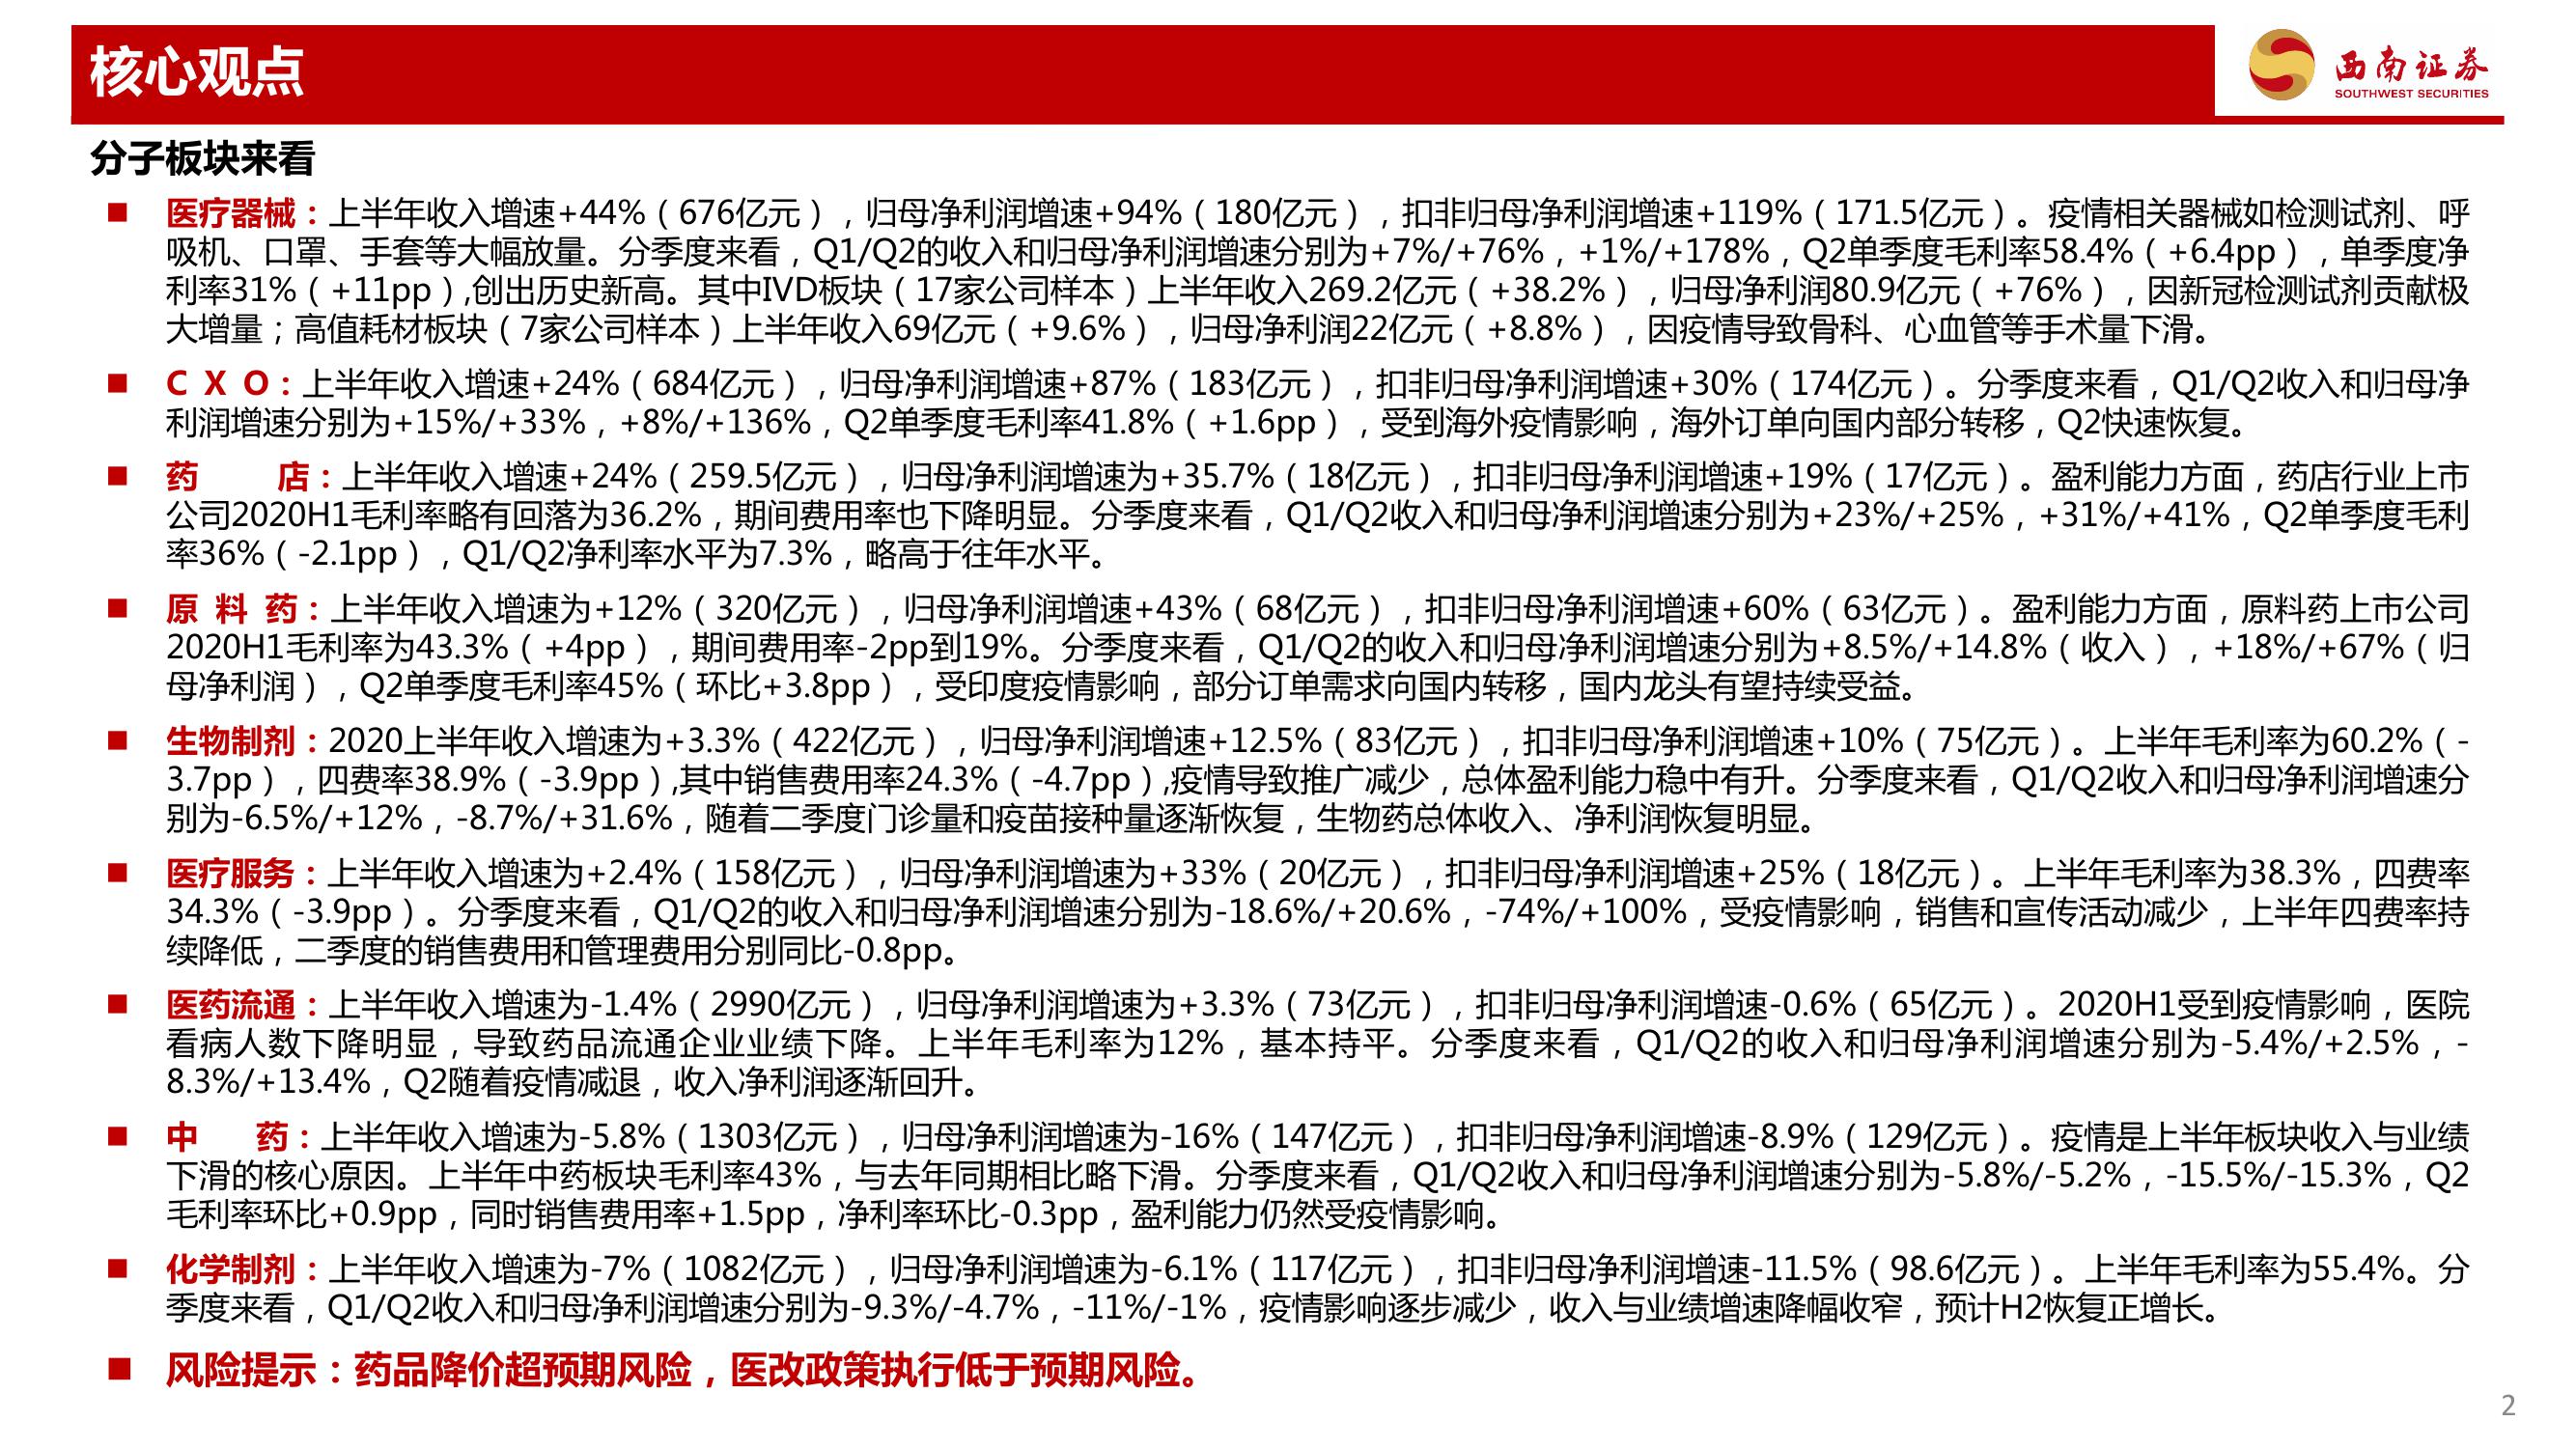 核心观点
西南证券
SOUTHWEST SECURITIES
分子板块来看
■ 医疗器械：上半年收入增速+44%（676亿元），归母净利润增速+94%（180亿元），扣非归母净利润增速+119%（171.5亿元）。疫情相关器械如检测试剂、呼
吸机、口罩、手套等大幅放量。分季度来看，Q1/Q2的收入和归母净利润增速分别为+7%/+76%，+1%/+178%，Q2单季度毛利率58.4%（+6.4pp），单季度净
利率31%（+11pp）,创出历史新高。其中IVD板块（17家公司样本）上半年收入269.2亿元（+38.2%），归母净利润80.9亿元（+76%），因新冠检测试剂贡献极
大增量；高值耗材板块（7家公司样本）上半年收入69亿元（+9.6%），归母净利润22亿元（+8.8%），因疫情导致骨科、心血管等手术量下滑。
■ C X O：上半年收入增速+24%（684亿元），归母净利润增速+87%（183亿元），扣非归母净利润增速+30%（174亿元）。分季度来看，Q1/Q2收入和归母净
利润增速分别为+15%/+33%，+8%/+136%，Q2单季度毛利率41.8%（+1.6pp），受到海外疫情影响，海外订单向国内部分转移，Q2快速恢复。
■ 药 店：上半年收入增速+24%（259.5亿元），归母净利润增速为+35.7%（18亿元），扣非归母净利润增速+19%（17亿元）。盈利能力方面，药店行业上市
公司2020H1毛利率略有回落为36.2%，期间费用率也下降明显。分季度来看，Q1/Q2收入和归母净利润增速分别为+23%/+25%，+31%/+41%，Q2单季度毛利
率36%（-2.1pp），Q1/Q2净利率水平为7.3%，略高于往年水平。
■ 原 料 药：上半年收入增速为+12%（320亿元），归母净利润增速+43%（68亿元），扣非归母净利润增速+60%（63亿元）。盈利能力方面，原料药上市公司
2020H1毛利率为43.3%（+4pp），期间费用率-2pp到19%。分季度来看，Q1/Q2的收入和归母净利润增速分别为+8.5%/+14.8%（收入），+18%/+67%（归
母净利润），Q2单季度毛利率45%（环比+3.8pp），受印度疫情影响，部分订单需求向国内转移，国内龙头有望持续受益。
■ 生物制剂：2020上半年收入增速为+3.3%（422亿元），归母净利润增速+12.5%（83亿元），扣非归母净利润增速+10%（75亿元）。上半年毛利率为60.2%（-
3.7pp），四费率38.9%（-3.9pp）,其中销售费用率24.3%（-4.7pp）,疫情导致推广减少，总体盈利能力稳中有升。分季度来看，Q1/Q2收入和归母净利润增速分
别为-6.5%/+12%，-8.7%/+31.6%，随着二季度门诊量和疫苗接种量逐渐恢复，生物药总体收入、净利润恢复明显。
■ 医疗服务：上半年收入增速为+2.4%（158亿元），归母净利润增速为+33%（20亿元），扣非归母净利润增速+25%（18亿元）。上半年毛利率为38.3%，四费率
34.3%（-3.9pp）。分季度来看，Q1/Q2的收入和归母净利润增速分别为-18.6%/+20.6%，-74%/+100%，受疫情影响，销售和宣传活动减少，上半年四费率持
续降低，二季度的销售费用和管理费用分别同比-0.8pp。
■ 医药流通：上半年收入增速为-1.4%（2990亿元），归母净利润增速为+3.3%（73亿元），扣非归母净利润增速-0.6%（65亿元）。2020H1受到疫情影响，医院
看病人数下降明显，导致药品流通企业业绩下降。上半年毛利率为12%，基本持平。分季度来看，Q1/Q2的收入和归母净利润增速分别为-5.4%/+2.5%，-
8.3%/+13.4%，Q2随着疫情减退，收入净利润逐渐回升。
■ 中 药：上半年收入增速为-5.8%（1303亿元），归母净利润增速为-16%（147亿元），扣非归母净利润增速-8.9%（129亿元）。疫情是上半年板块收入与业绩
下滑的核心原因。上半年中药板块毛利率43%，与去年同期相比略下滑。分季度来看，Q1/Q2收入和归母净利润增速分别为-5.8%/-5.2%，-15.5%/-15.3%，Q2
毛利率环比+0.9pp，同时销售费用率+1.5pp，净利率环比-0.3pp，盈利能力仍然受疫情影响。
■ 化学制剂：上半年收入增速为-7%（1082亿元），归母净利润增速为-6.1%（117亿元），扣非归母净利润增速-11.5%（98.6亿元）。上半年毛利率为55.4%。分
季度来看，Q1/Q2收入和归母净利润增速分别为-9.3%/-4.7%，-11%/-1%，疫情影响逐步减少，收入与业绩增速降幅收窄，预计H2恢复正增长。
■ 风险提示：药品降价超预期风险，医改政策执行低于预期风险。
2